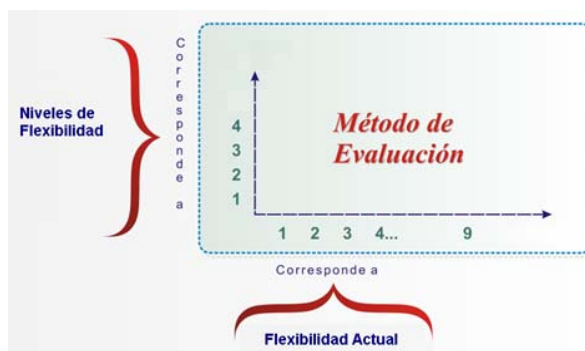 Corresponde a
Niveles de
Flexibilidad
4
3
2
1
Método de
Evaluación
1 2 3 4... 9
Corresponde a
Flexibilidad Actual